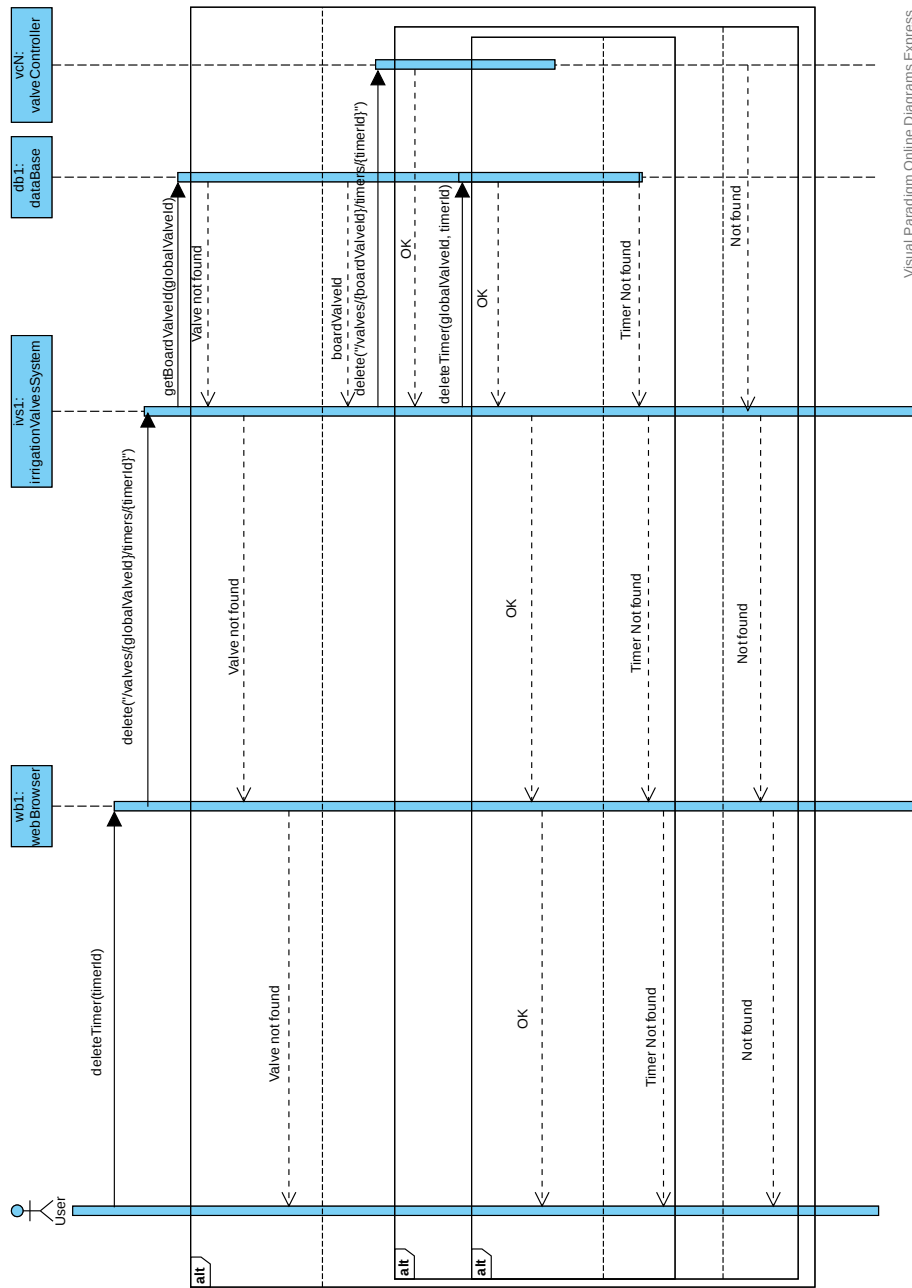 User
wb1:
webBrowser
ivs1:
irrigationValvesSystem
db1:
dataBase
vcN:
valveController
deleteTimer(timerId)
delete("/valves/{globalValveId}/timers/{timerId}")
getBoardValveId(globalValveId)
alt
Valve not found
Valve not found
Valve not found
boardValveId
delete("/valves/{boardValveId}/timers/{timerId}")
alt
OK
deleteTimer(globalValveId, timerId)
alt
OK
OK
OK
Timer Not found
Timer Not found
Timer Not found
Not found
Not found
Not found
Visual Paradigm Online Diagrams Express